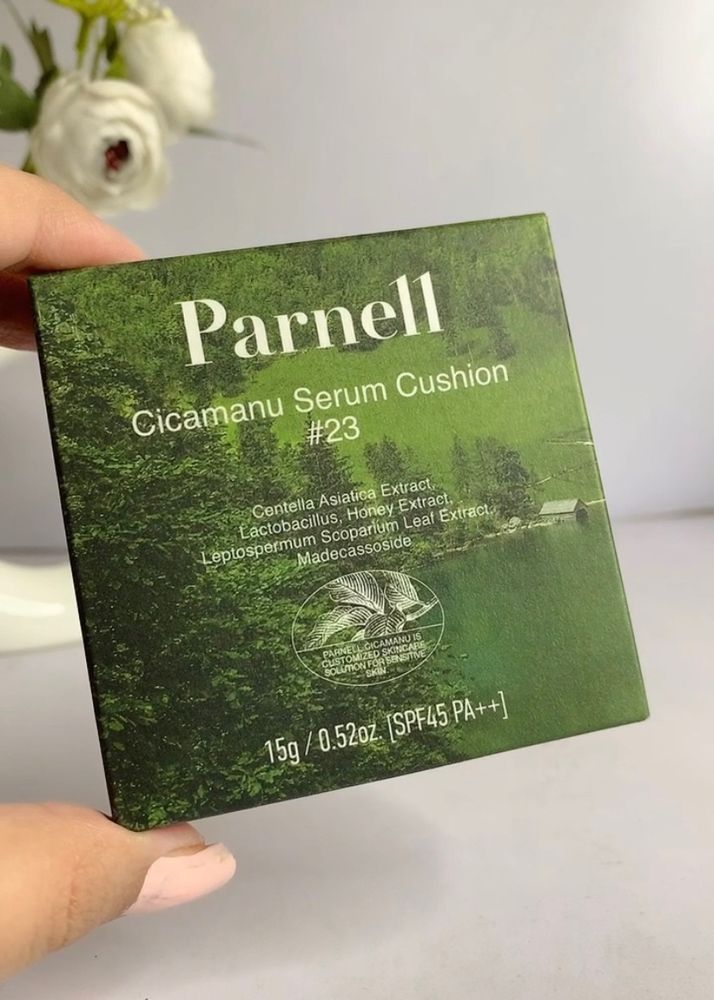 Parnell
Cicamanu Serum Cushion
#23
Centella Asiatica Extract,
Lactobacillus, Honey Extract,
Leptospermum Scoparium Leaf Extract,
Madecassoside
PARNELL CICAMANU IS
CUSTOMIZED SKINCARE
SOLUTION FOR SENSITIVE
SKIN
15g / 0.52oz. [SPF45 PA++]